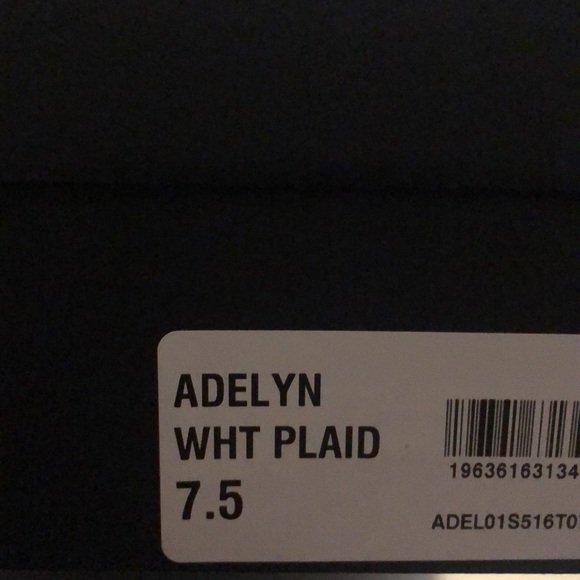 ADELYN
WHT PLAID
7.5
19636163134
ADEL01S516T0